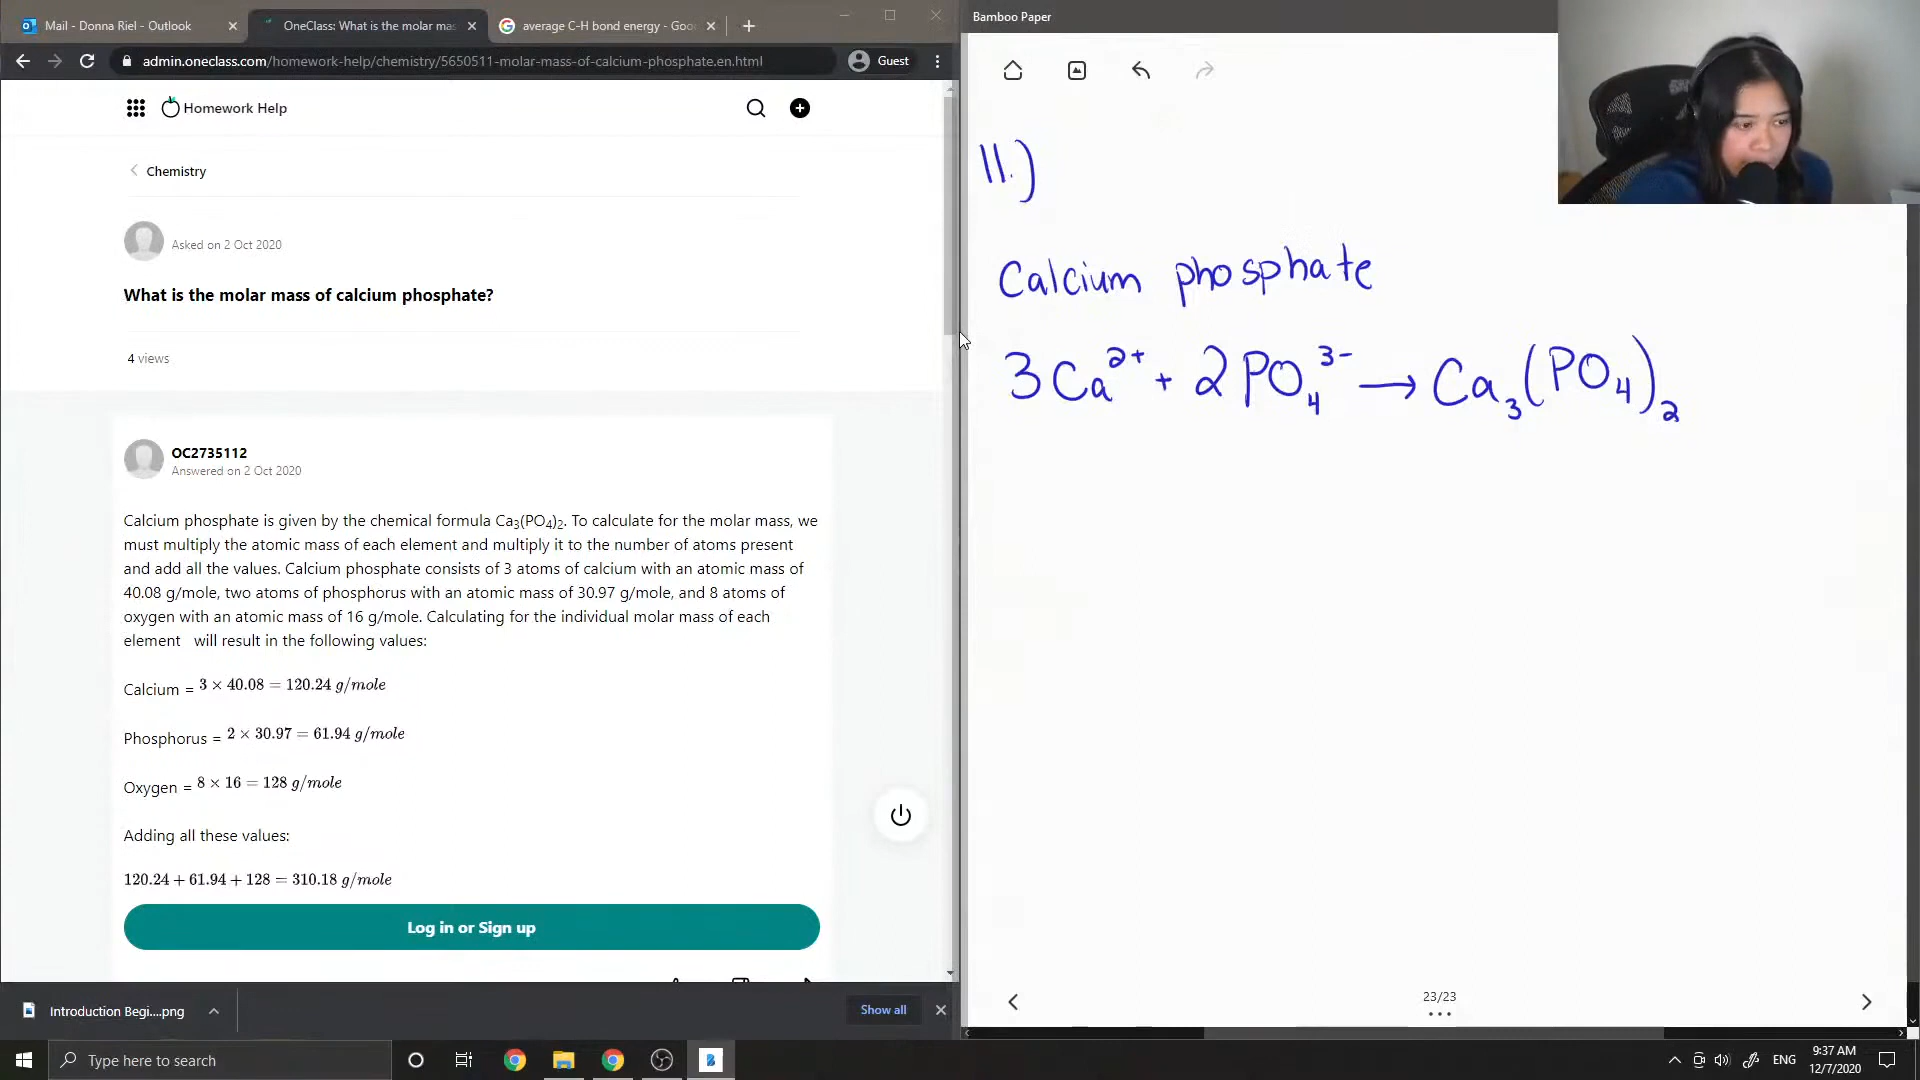 Mail - Donna Riel - Outlook
OneClass: What is the molar mas
average C-H bond energy - Goo
admin.oneclass.com/homework-help/chemistry/5650511-molar-mass-of-calcium-phosphate.en.html
Guest
Homework Help
Chemistry
Asked on 2 Oct 2020
What is the molar mass of calcium phosphate?
4 views
OC2735112
Answered on 2 Oct 2020
Calcium phosphate is given by the chemical formula Ca₃(PO₄)₂. To calculate for the molar mass, we
must multiply the atomic mass of each element and multiply it to the number of atoms present
and add all the values. Calcium phosphate consists of 3 atoms of calcium with an atomic mass of
40.08 g/mole, two atoms of phosphorus with an atomic mass of 30.97 g/mole, and 8 atoms of
oxygen with an atomic mass of 16 g/mole. Calculating for the individual molar mass of each
element will result in the following values:
Calcium = 3 × 40.08 = 120.24 g/mole
Phosphorus = 2 × 30.97 = 61.94 g/mole
Oxygen = 8 × 16 = 128 g/mole
Adding all these values:
120.24 + 61.94 + 128 = 310.18 g/mole
Log in or Sign up
Introduction Begi....png
Show all
Bamboo Paper
11.)
Calcium phosphate
3Ca²⁺ + 2PO₄³⁻ → Ca₃(PO₄)₂
23/23
Type here to search
ENG
9:37 AM
12/7/2020